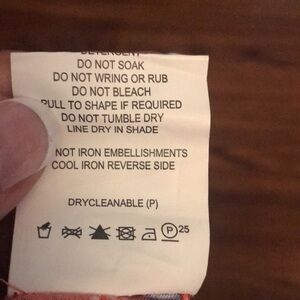 DETERGENT
DO NOT SOAK
DO NOT WRING OR RUB
DO NOT BLEACH
PULL TO SHAPE IF REQUIRED
DO NOT TUMBLE DRY
LINE DRY IN SHADE
NOT IRON EMBELLISHMENTS
COOL IRON REVERSE SIDE
DRYCLEANABLE (P)
P 25